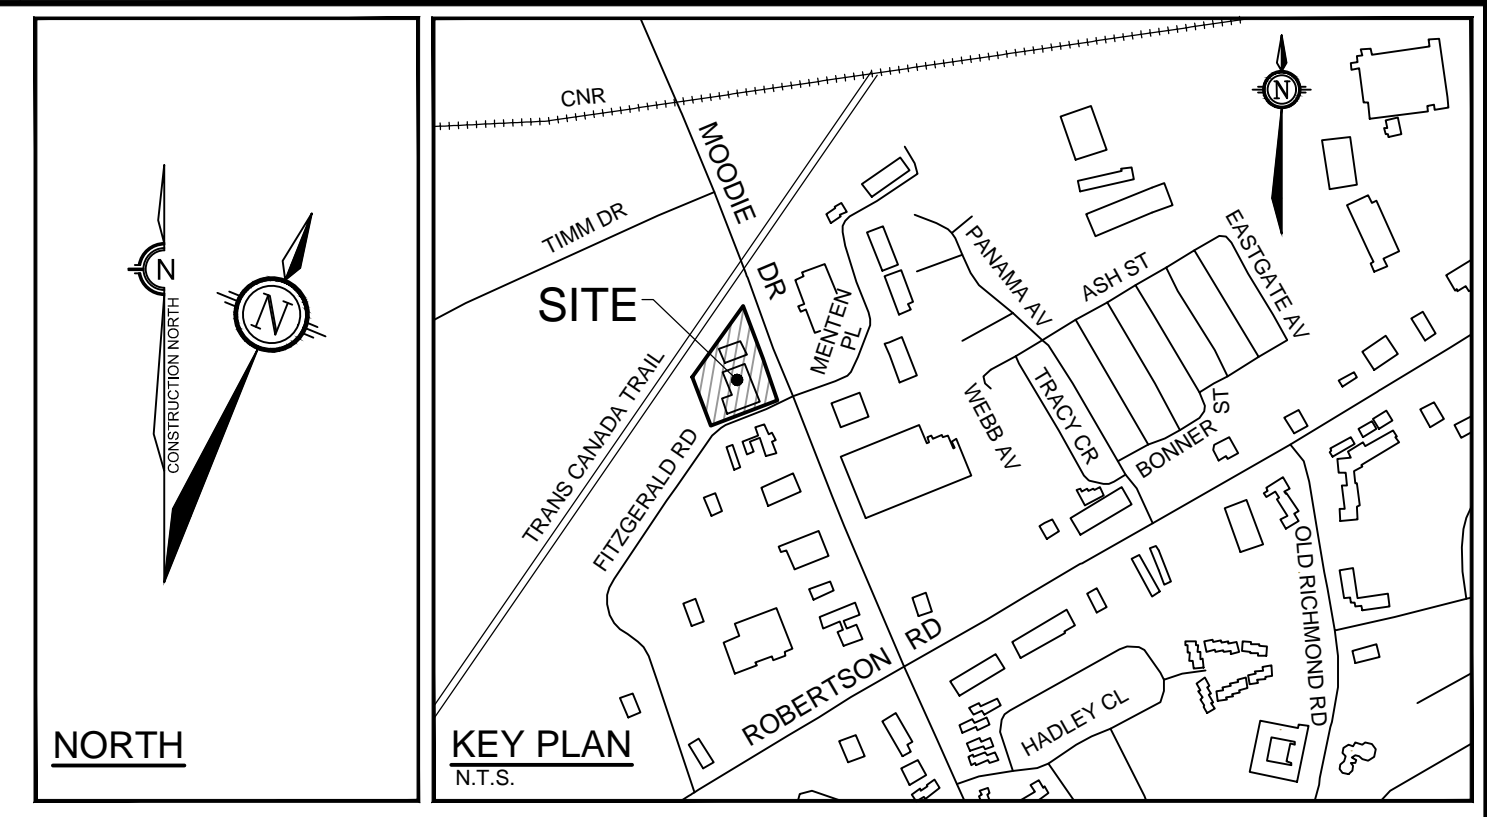 N
CONSTRUCTION NORTH
N
NORTH
CNR
MOODIE DR
N
TIMM DR
SITE
MENTEN PL
PANAMA AV
ASH ST
EASTGATE AV
TRANS CANADA TRAIL
FITZGERALD RD
WEBB AV
TRACY CR
BONNER ST
OLD RICHMOND RD
ROBERTSON RD
HADLEY CL
KEY PLAN
N.T.S.